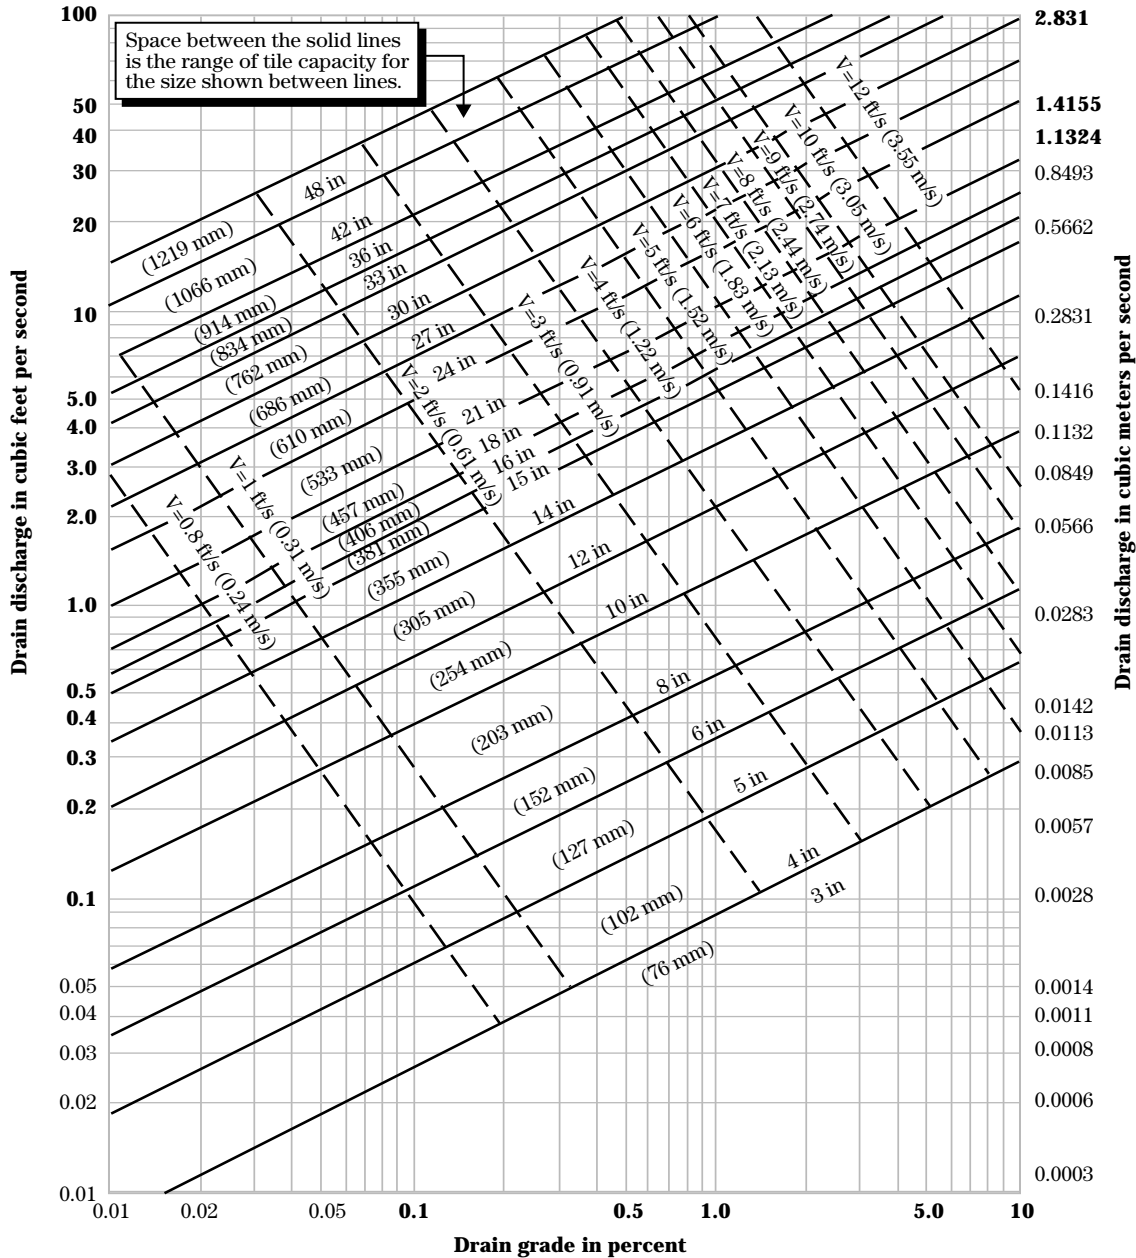 Space between the solid lines
is the range of tile capacity for
the size shown between lines.
Drain discharge in cubic feet per second
100
50
40
30
20
10
5.0
4.0
3.0
2.0
1.0
0.5
0.4
0.3
0.2
0.1
0.05
0.04
0.03
0.02
0.01
48 in
42 in
36 in
33 in
30 in
27 in
24 in
21 in
18 in
16 in
15 in
14 in
12 in
10 in
8 in
6 in
5 in
4 in
3 in
(1219 mm)
(1066 mm)
(914 mm)
(834 mm)
(762 mm)
(686 mm)
(610 mm)
(533 mm)
(457 mm)
(406 mm)
(381 mm)
(355 mm)
(305 mm)
(254 mm)
(203 mm)
(152 mm)
(127 mm)
(102 mm)
(76 mm)
V=0.8 ft/s (0.24 m/s)
V=1 ft/s (0.31 m/s)
V=2 ft/s (0.61 m/s)
V=3 ft/s (0.91 m/s)
V=4 ft/s (1.22 m/s)
V=5 ft/s (1.52 m/s)
V=6 ft/s (1.83 m/s)
V=7 ft/s (2.13 m/s)
V=8 ft/s (2.44 m/s)
V=9 ft/s (2.74 m/s)
V=10 ft/s (3.05 m/s)
V=12 ft/s (3.55 m/s)
2.831
1.4155
1.1324
0.8493
0.5662
0.2831
0.1416
0.1132
0.0849
0.0566
0.0283
0.0142
0.0113
0.0085
0.0057
0.0028
0.0014
0.0011
0.0008
0.0006
0.0003
Drain discharge in cubic meters per second
0.01
0.02
0.05
0.1
0.5
1.0
5.0
10
Drain grade in percent